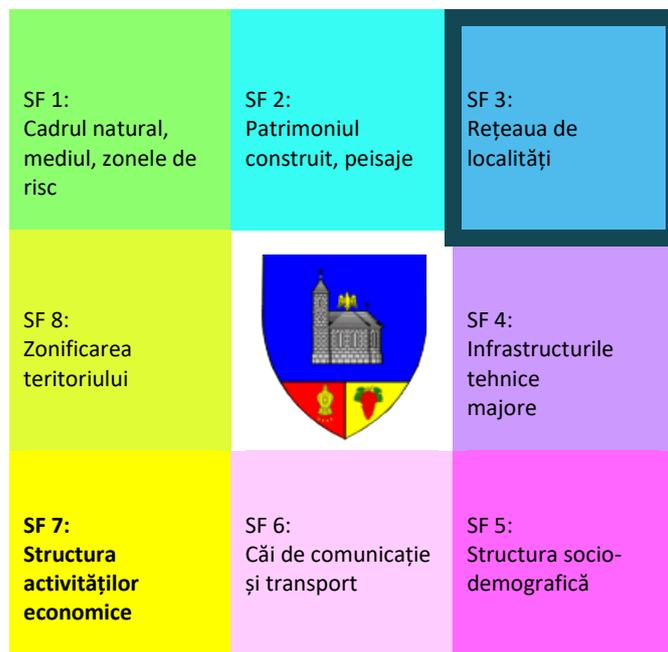 SF 1:
Cadrul natural,
mediul, zonele de
risc
SF 2:
Patrimoniul
construit, peisaje
SF 3:
Rețeaua de
localități
SF 8:
Zonificarea
teritoriului
SF 4:
Infrastructurile
tehnice
majore
SF 7:
Structura
activităților
economice
SF 6:
Căi de comunicație
și transport
SF 5:
Structura socio-
demografică